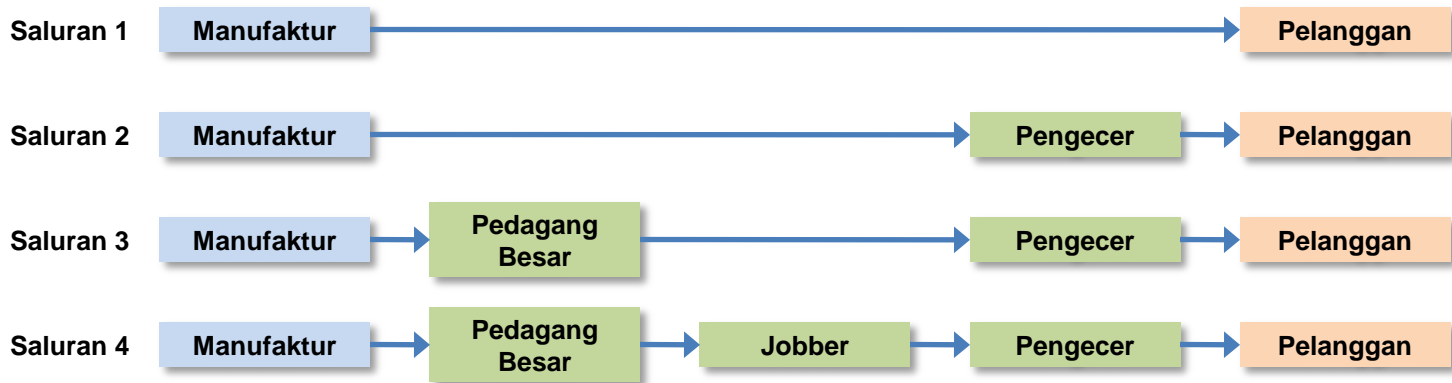 Saluran 1 Manufaktur Pelanggan
Saluran 2 Manufaktur Pengecer Pelanggan
Saluran 3 Manufaktur Pedagang Besar Pengecer Pelanggan
Saluran 4 Manufaktur Pedagang Besar Jobber Pengecer Pelanggan